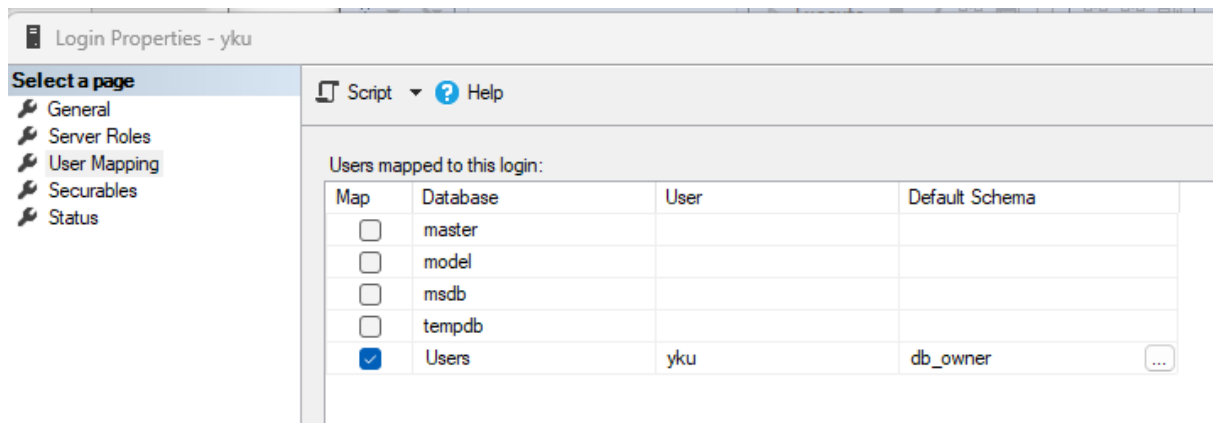 Login Properties - yku
Select a page
General
Server Roles
User Mapping
Securables
Status
Script
Help
Users mapped to this login:
Map Database User Default Schema
master
model
msdb
tempdb
Users yku db_owner ...